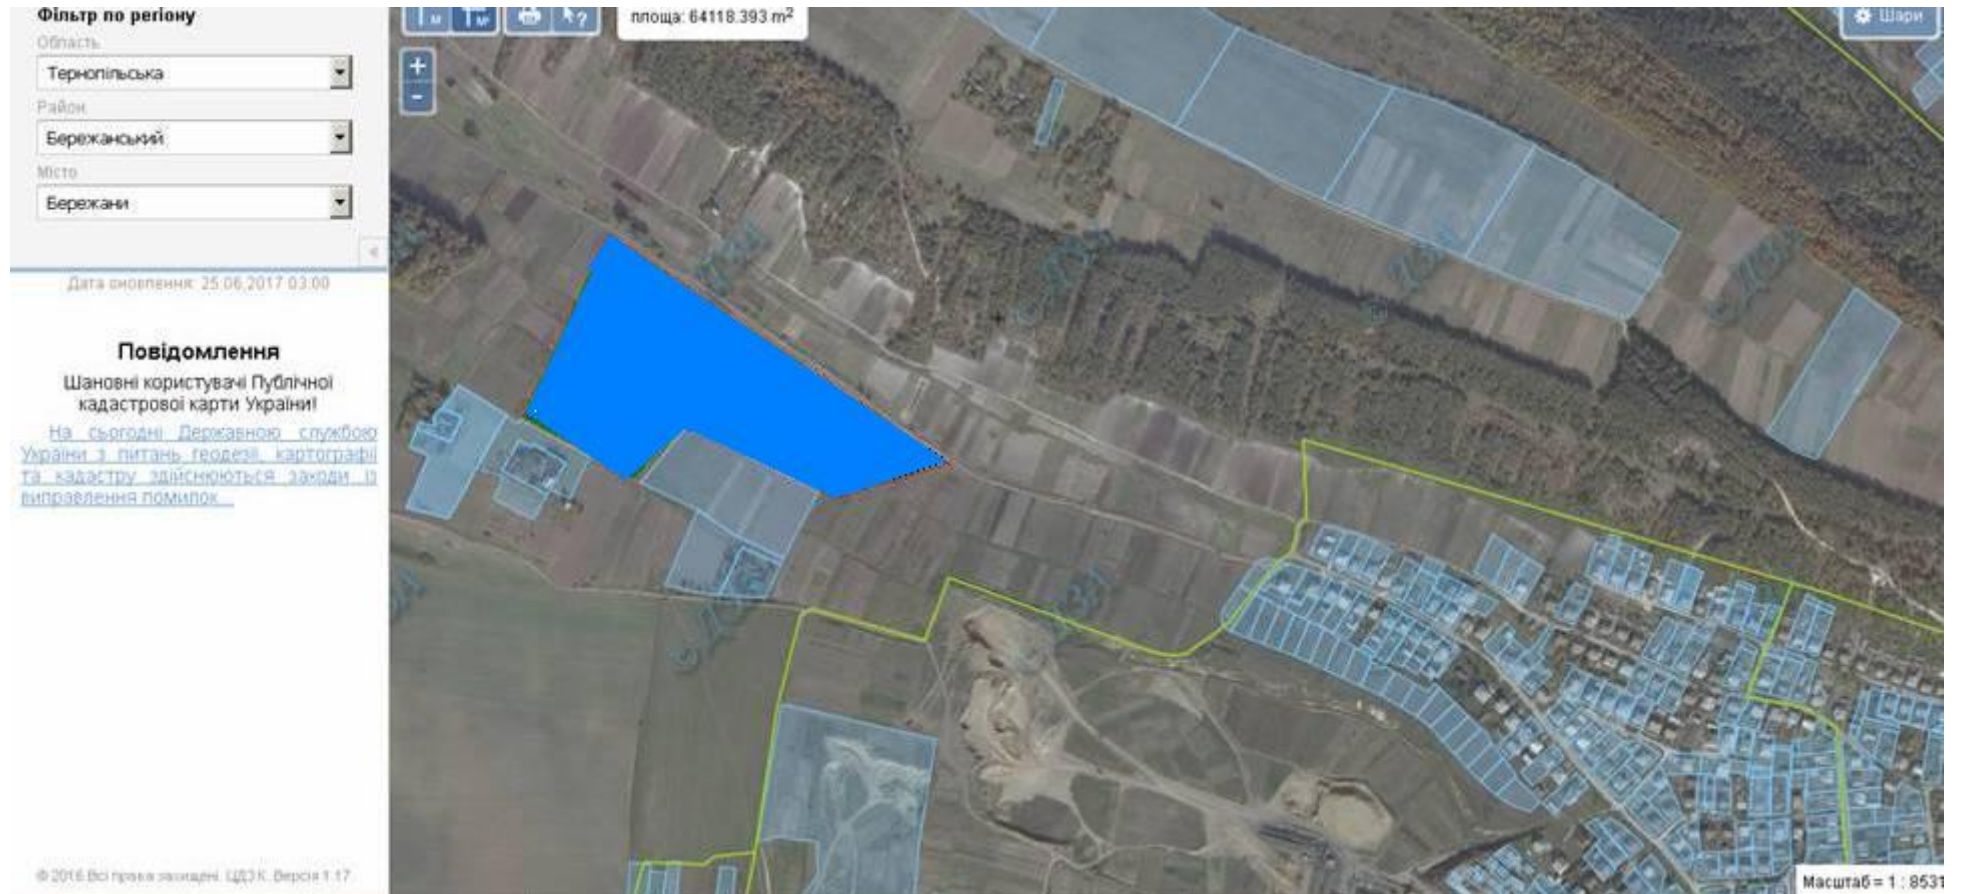 Фільтр по регіону
Область
Тернопільська
Район
Бережанський
Місто
Бережани
Дата оновлення: 25.06.2017 03:00
Повідомлення
Шановні користувачі Публічної
кадастрової карти України!
На сьогодні Державною службою
України з питань геодезії, картографії
та кадастру здійснюються заходи із
виправлення помилок...
© 2016 Всі права захищені. ЦДЗК. Версія 1.17
М
М²
?
площа: 64118.393 m²
Шари
+
-
Масштаб = 1 : 8531